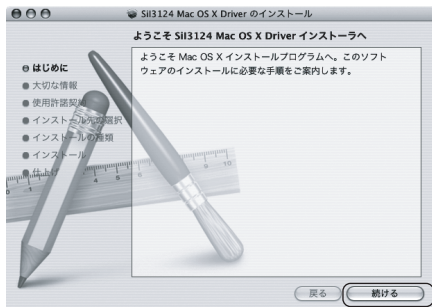 SiI3124 Mac OS X Driver のインストール
ようこそ SiI3124 Mac OS X Driver インストーラへ
はじめに
大切な情報
使用許諾契約
インストール先の選択
インストールの種類
インストール
仕上げ
ようこそ Mac OS X インストールプログラムへ。このソフト
ウェアのインストールに必要な手順をご案内します。
戻る
続ける